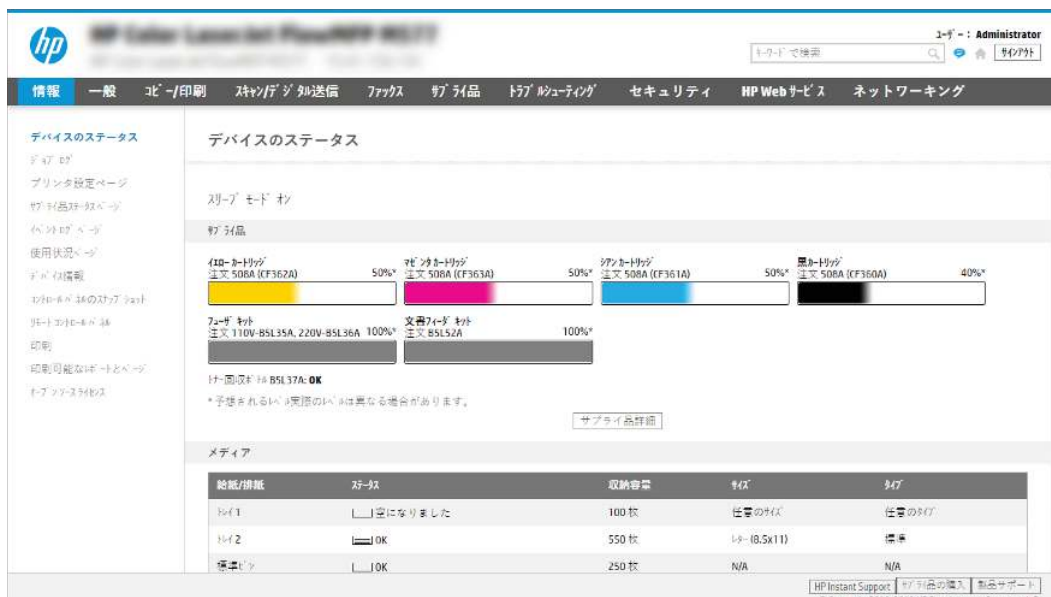 hp
HP Color LaserJet FlowMFP M577
ユーザー: Administrator
キーワードで検索
サインアウト
情報 一般 コピー/印刷 スキャン/デジタル送信 ファックス サプライ品 トラブルシューティング セキュリティ HP Web サービス ネットワーキング
デバイスのステータス
ジョブ ログ
プリンタ設定ページ
サプライ品ステータス ページ
イベント ログ ページ
使用状況ページ
デバイス情報
コントロール パネルのスナップショット
リモート コントロール パネル
印刷
印刷可能なレポートとページ
オープン ソース ライセンス
デバイスのステータス
スリープ モード オン
サプライ品
イエロー カートリッジ
注文 508A (CF362A) 50%*
マゼンタ カートリッジ
注文 508A (CF363A) 50%*
シアン カートリッジ
注文 508A (CF361A) 50%*
黒カートリッジ
注文 508A (CF360A) 40%*
フューザ キット
注文 110V-B5L35A, 220V-B5L36A 100%*
文書フィーダ キット
注文 B5L52A 100%*
トナー回収ボトル B5L37A: OK
*予想されるレベル実際のレベルは異なる場合があります。
サプライ品詳細
メディア
給紙/排紙 ステータス 収納容量 サイズ タイプ
トレイ 1 空になりました 100 枚 任意のサイズ 任意のタイプ
トレイ 2 OK 550 枚 レター (8.5x11) 標準
標準ビン OK 250 枚 N/A N/A
HP Instant Support サプライ品の購入 製品サポート